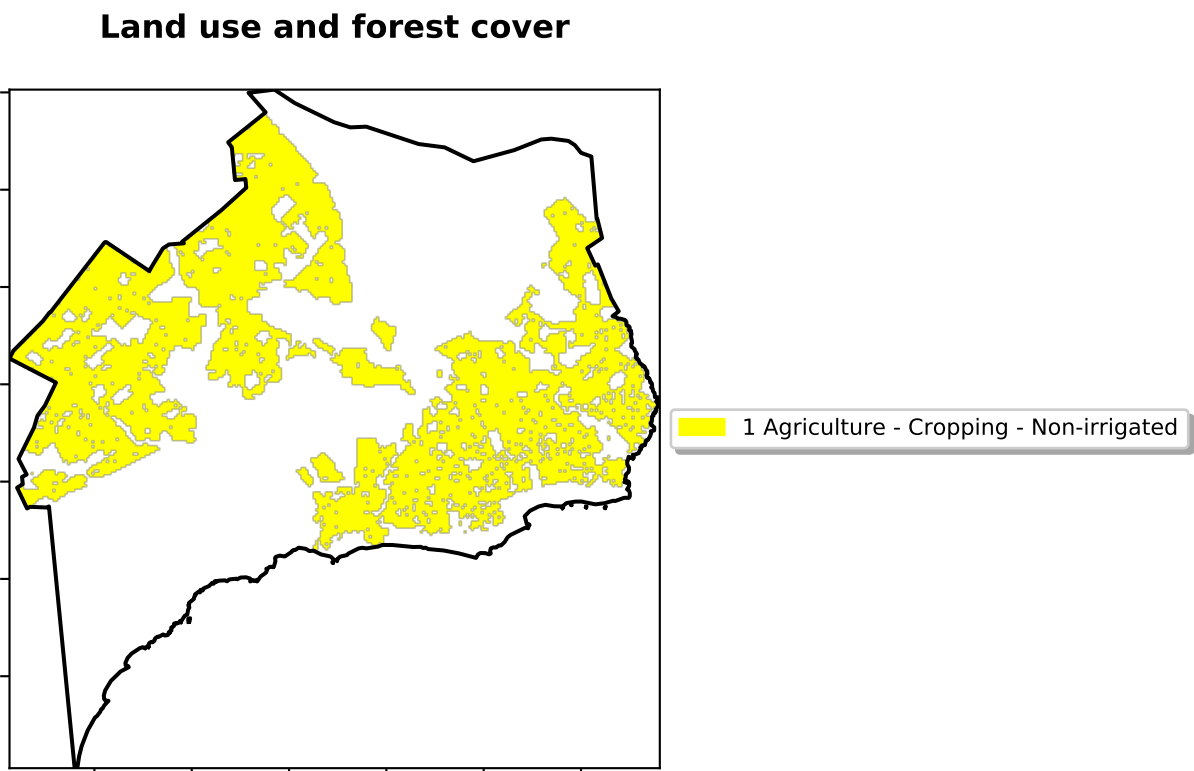 Land use and forest cover
1 Agriculture - Cropping - Non-irrigated